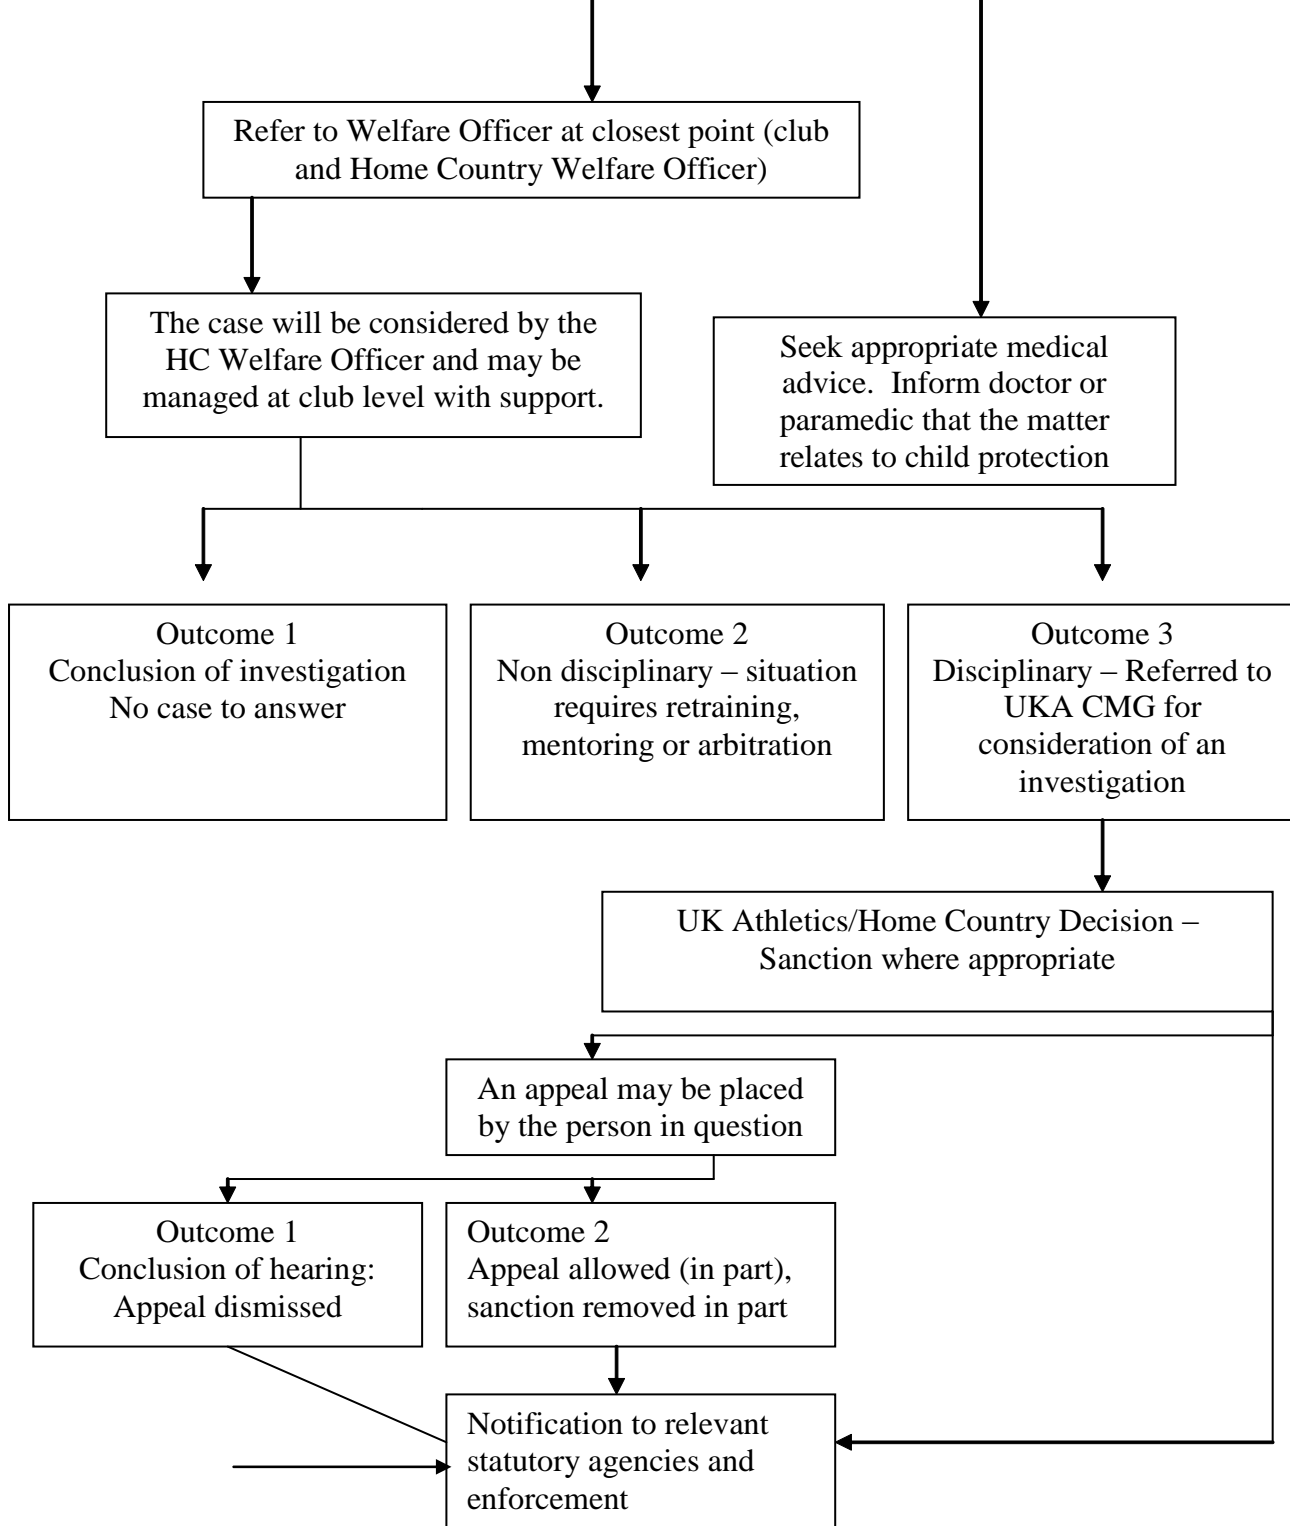 Refer to Welfare Officer at closest point (club
and Home Country Welfare Officer)
The case will be considered by the
HC Welfare Officer and may be
managed at club level with support.
Seek appropriate medical
advice.  Inform doctor or
paramedic that the matter
relates to child protection
Outcome 1
Conclusion of investigation
No case to answer
Outcome 2
Non disciplinary – situation
requires retraining,
mentoring or arbitration
Outcome 3
Disciplinary – Referred to
UKA CMG for
consideration of an
investigation
UK Athletics/Home Country Decision –
Sanction where appropriate
An appeal may be placed
by the person in question
Outcome 1
Conclusion of hearing:
Appeal dismissed
Outcome 2
Appeal allowed (in part),
sanction removed in part
Notification to relevant
statutory agencies and
enforcement